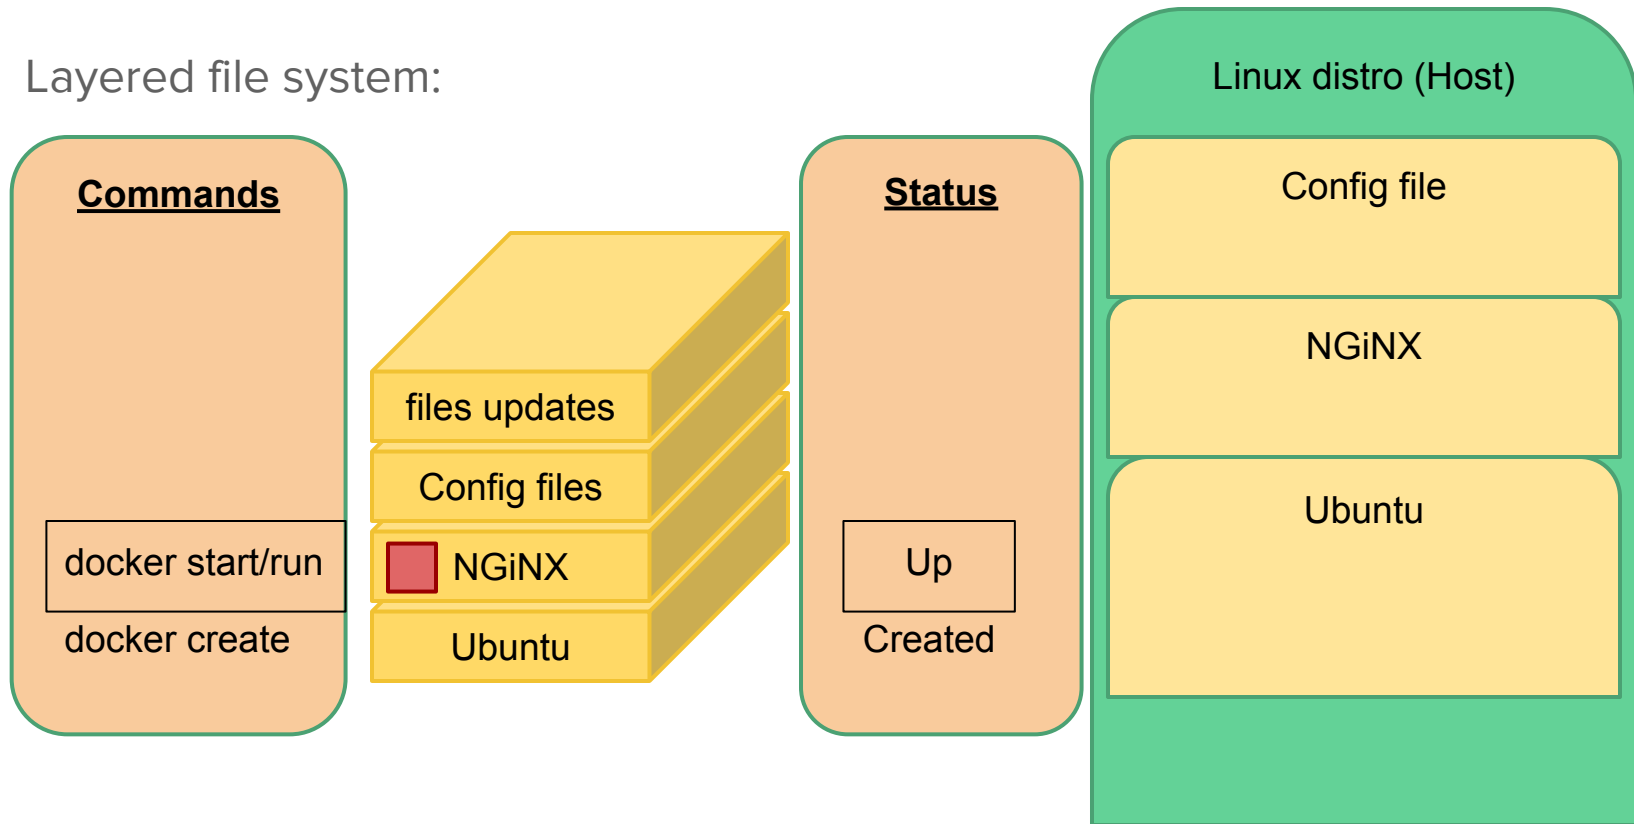 Layered file system:
Commands
docker start/run
docker create
files updates
Config files
NGiNX
Ubuntu
Status
Up
Created
Linux distro (Host)
Config file
NGiNX
Ubuntu